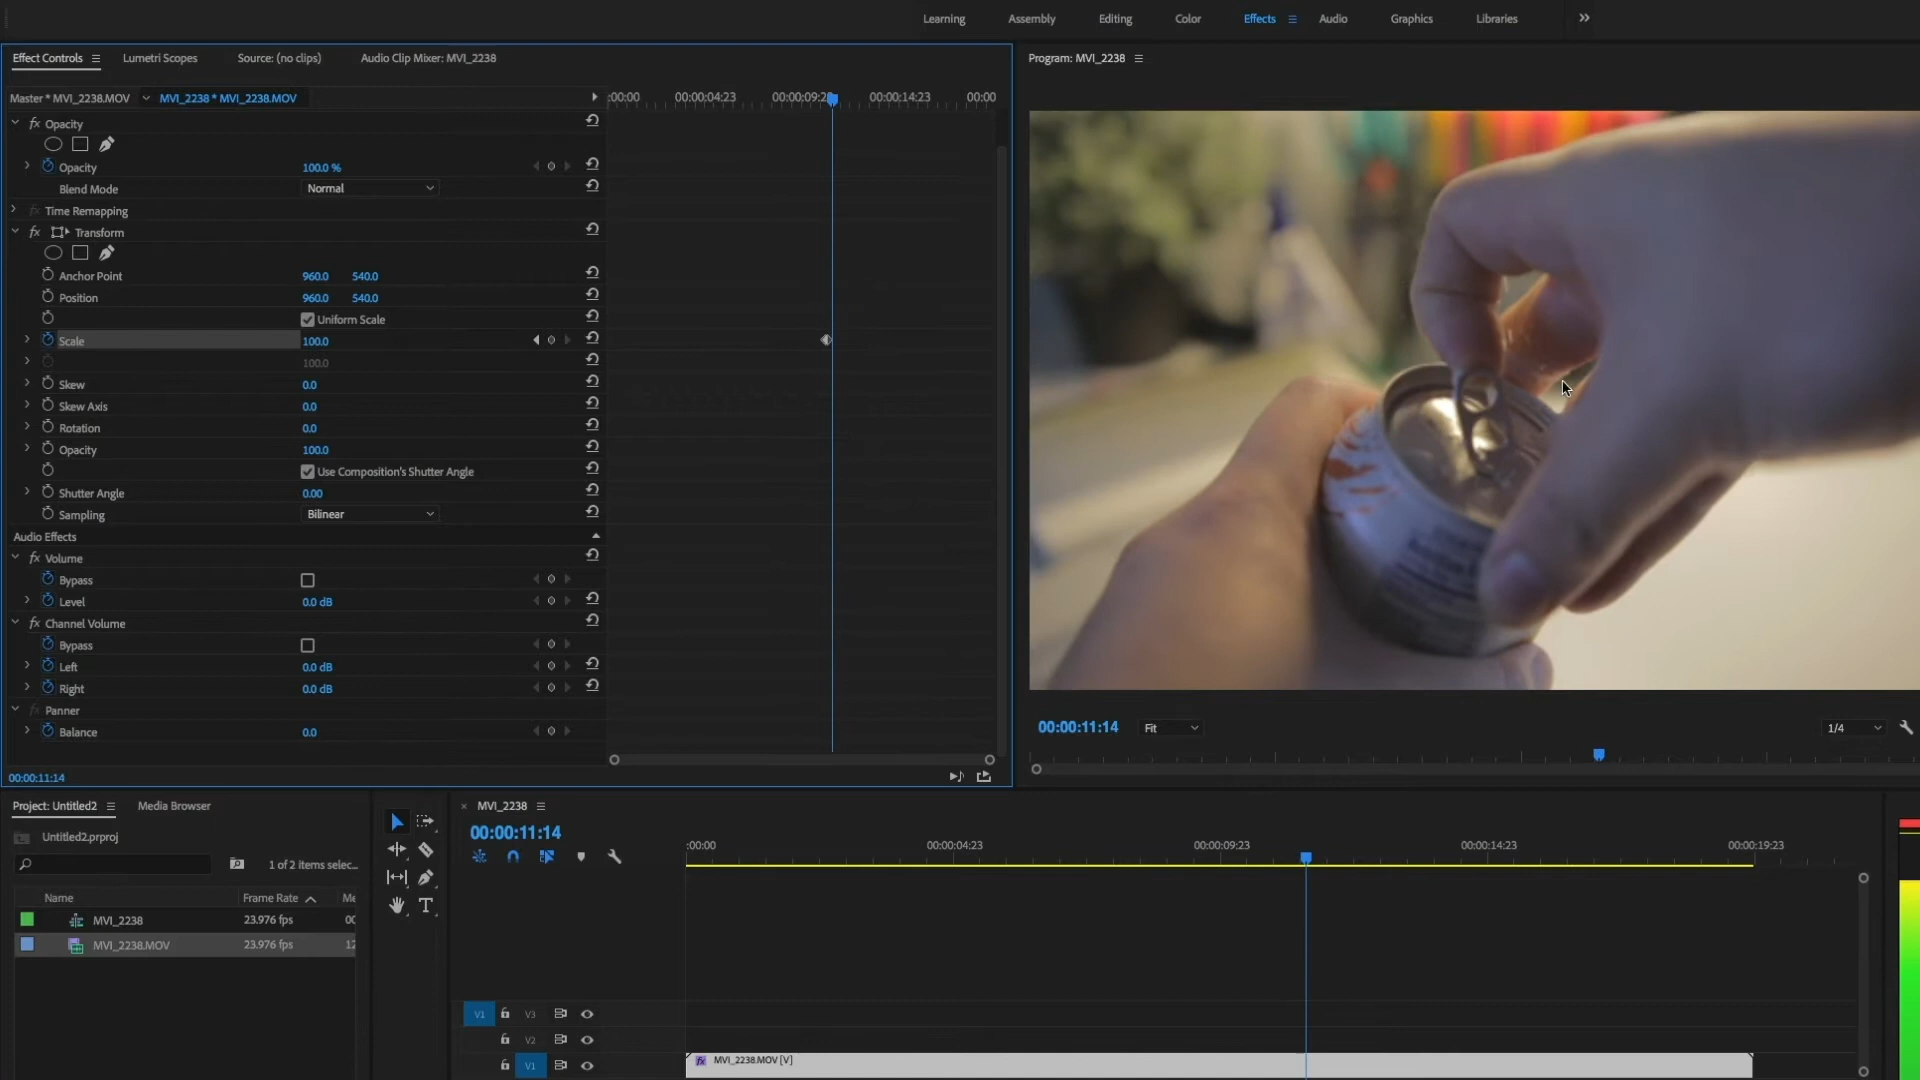 Learning Assembly Editing Color Effects Audio Graphics Libraries
Effect Controls Lumetri Scopes Source: (no clips) Audio Clip Mixer: MVI_2238
Program: MVI_2238
Master * MVI_2238.MOV MVI_2238 * MVI_2238.MOV
:00:00 00:00:04:23 00:00:09:2 00:00:14:23 00:00
fx Opacity
Opacity 100.0 %
Blend Mode Normal
fx Time Remapping
fx Transform
Anchor Point 960.0 540.0
Position 960.0 540.0
Uniform Scale
Scale 100.0
100.0
Skew 0.0
Skew Axis 0.0
Rotation 0.0
Opacity 100.0
Use Composition's Shutter Angle
Shutter Angle 0.00
Sampling Bilinear
Audio Effects
fx Volume
Bypass
Level 0.0 dB
fx Channel Volume
Bypass
Left 0.0 dB
Right 0.0 dB
fx Panner
Balance 0.0
00:00:11:14
00:00:11:14 Fit 1/4
Project: Untitled2 Media Browser
Untitled2.prproj
1 of 2 items selec...
Name Frame Rate Me
MVI_2238 23.976 fps 00
MVI_2238.MOV 23.976 fps 12
× MVI_2238
00:00:11:14
:00:00 00:00:04:23 00:00:09:23 00:00:14:23 00:00:19:23
V1 V3
V2
V1
fx MVI_2238.MOV [V]